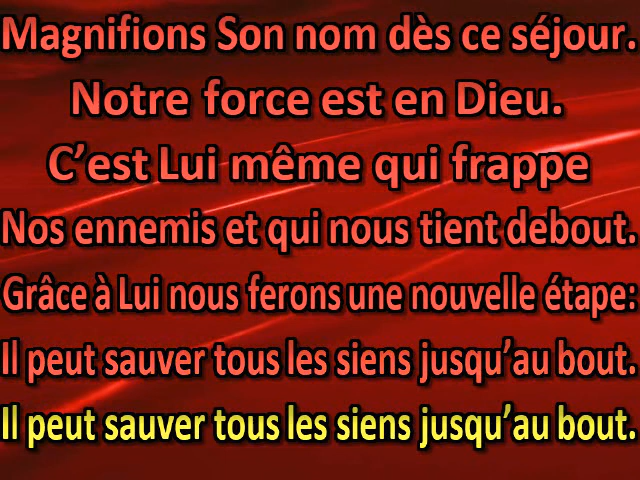 Magnifions Son nom dès ce séjour.
Notre force est en Dieu.
C’est Lui même qui frappe
Nos ennemis et qui nous tient debout.
Grâce à Lui nous ferons une nouvelle étape:
Il peut sauver tous les siens jusqu’au bout.
Il peut sauver tous les siens jusqu’au bout.